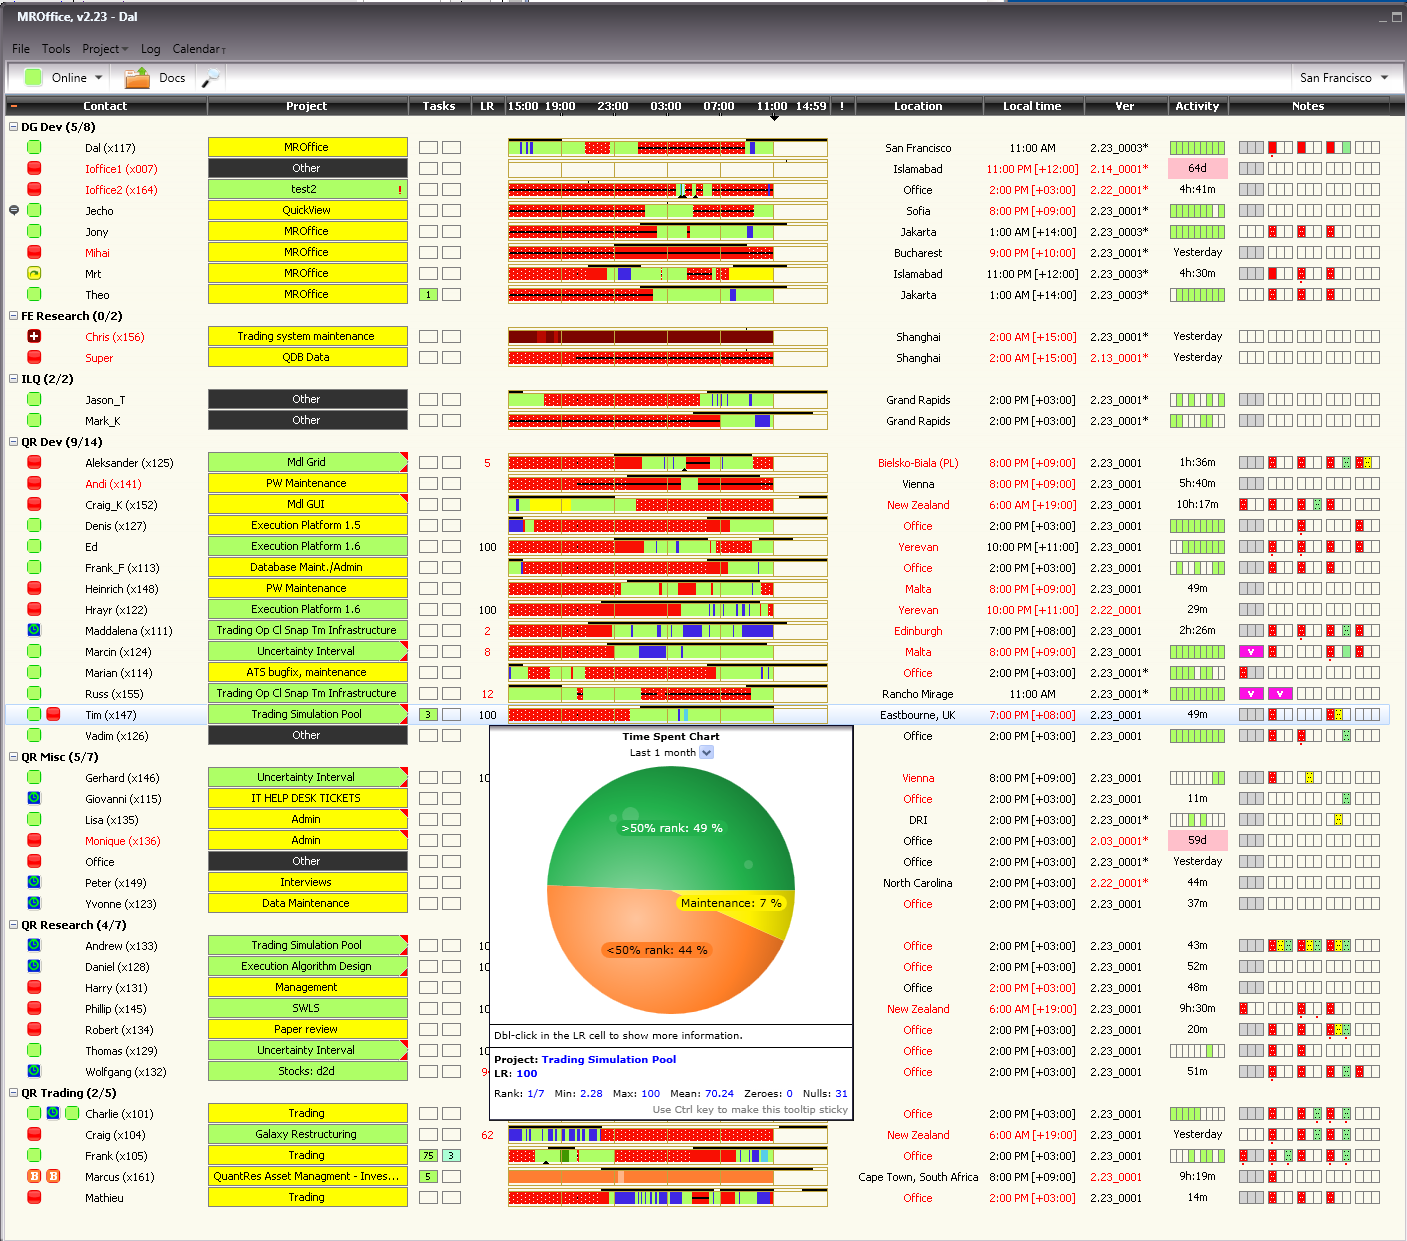 MROffice, v2.23 - Dal
File Tools Project Log Calendar
Online Docs San Francisco
Contact Project Tasks LR 15:00 19:00 23:00 03:00 07:00 11:00 14:59 ! Location Local time Ver Activity Notes
DG Dev (5/8)
Dal (x117) MROffice San Francisco 11:00 AM 2.23_0003*
Ioffice1 (x007) Other Islamabad 11:00 PM [+12:00] 2.14_0001* 64d
Ioffice2 (x164) test2 ! Office 2:00 PM [+03:00] 2.22_0001* 4h:41m
Jecho QuickView Sofia 8:00 PM [+09:00] 2.23_0001*
Jony MROffice Jakarta 1:00 AM [+14:00] 2.23_0003*
Mihai MROffice Bucharest 9:00 PM [+10:00] 2.23_0001* Yesterday
Mrt MROffice Islamabad 11:00 PM [+12:00] 2.23_0003* 4h:30m
Theo MROffice 1 Jakarta 1:00 AM [+14:00] 2.23_0003*
FE Research (0/2)
Chris (x156) Trading system maintenance Shanghai 2:00 AM [+15:00] 2.23_0001* Yesterday
Super QDB Data Shanghai 2:00 AM [+15:00] 2.13_0001* Yesterday
ILQ (2/2)
Jason_T Other Grand Rapids 2:00 PM [+03:00] 2.23_0001*
Mark_K Other Grand Rapids 2:00 PM [+03:00] 2.23_0001*
QR Dev (9/14)
Aleksander (x125) Mdl Grid 5 Bielsko-Biala (PL) 8:00 PM [+09:00] 2.23_0001 1h:36m
Andi (x141) PW Maintenance Vienna 8:00 PM [+09:00] 2.23_0001 5h:40m
Craig_K (x152) Mdl GUI New Zealand 6:00 AM [+19:00] 2.23_0001 10h:17m
Denis (x127) Execution Platform 1.5 Office 2:00 PM [+03:00] 2.23_0001
Ed Execution Platform 1.6 100 Yerevan 10:00 PM [+11:00] 2.23_0001
Frank_F (x113) Database Maint./Admin Office 2:00 PM [+03:00] 2.23_0001
Heinrich (x148) PW Maintenance Malta 8:00 PM [+09:00] 2.23_0001 49m
Hrayr (x122) Execution Platform 1.6 100 Yerevan 10:00 PM [+11:00] 2.22_0001 29m
Maddalena (x111) Trading Op Cl Snap Tm Infrastructure 2 Edinburgh 7:00 PM [+08:00] 2.23_0001 2h:26m
Marcin (x124) Uncertainty Interval 8 Malta 8:00 PM [+09:00] 2.23_0001 v
Marian (x114) ATS bugfix, maintenance Office 2:00 PM [+03:00] 2.23_0001
Russ (x155) Trading Op Cl Snap Tm Infrastructure 12 Rancho Mirage 11:00 AM 2.23_0001 v v
Tim (x147) Trading Simulation Pool 3 100 Eastbourne, UK 7:00 PM [+08:00] 2.23_0001 49m
Vadim (x126) Other Office 2:00 PM [+03:00] 2.23_0001
QR Misc (5/7)
Gerhard (x146) Uncertainty Interval Vienna 8:00 PM [+09:00] 2.23_0001
Giovanni (x115) IT HELP DESK TICKETS Office 2:00 PM [+03:00] 2.23_0001 11m
Lisa (x135) Admin DRI 2:00 PM [+03:00] 2.23_0001*
Monique (x136) Admin Office 2:00 PM [+03:00] 2.03_0001* 59d
Office Other Office 2:00 PM [+03:00] 2.23_0001* Yesterday
Peter (x149) Interviews North Carolina 2:00 PM [+03:00] 2.22_0001* 44m
Yvonne (x123) Data Maintenance Office 2:00 PM [+03:00] 2.23_0001 37m
QR Research (4/7)
Andrew (x133) Trading Simulation Pool Office 2:00 PM [+03:00] 2.23_0001 43m
Daniel (x128) Execution Algorithm Design Office 2:00 PM [+03:00] 2.23_0001 52m
Harry (x131) Management Office 2:00 PM [+03:00] 2.23_0001 48m
Phillip (x145) SWLS New Zealand 6:00 AM [+19:00] 2.23_0001 9h:30m
Robert (x134) Paper review Office 2:00 PM [+03:00] 2.23_0001 20m
Thomas (x129) Uncertainty Interval Office 2:00 PM [+03:00] 2.23_0001
Wolfgang (x132) Stocks: d2d Office 2:00 PM [+03:00] 2.23_0001 51m
QR Trading (2/5)
Charlie (x101) Trading Office 2:00 PM [+03:00] 2.23_0001
Craig (x104) Galaxy Restructuring 62 New Zealand 6:00 AM [+19:00] 2.23_0001 Yesterday
Frank (x105) Trading 75 3 Office 2:00 PM [+03:00] 2.23_0001
B B Marcus (x161) QuantRes Asset Managment - Inves... 5 Cape Town, South Africa 8:00 PM [+09:00] 2.23_0001 9h:19m
Mathieu Trading Office 2:00 PM [+03:00] 2.23_0001 14m
Time Spent Chart
Last 1 month
>50% rank: 49 %
Maintenance: 7 %
<50% rank: 44 %
Dbl-click in the LR cell to show more information.
Project: Trading Simulation Pool
LR: 100
Rank: 1/7 Min: 2.28 Max: 100 Mean: 70.24 Zeroes: 0 Nulls: 31
Use Ctrl key to make this tooltip sticky